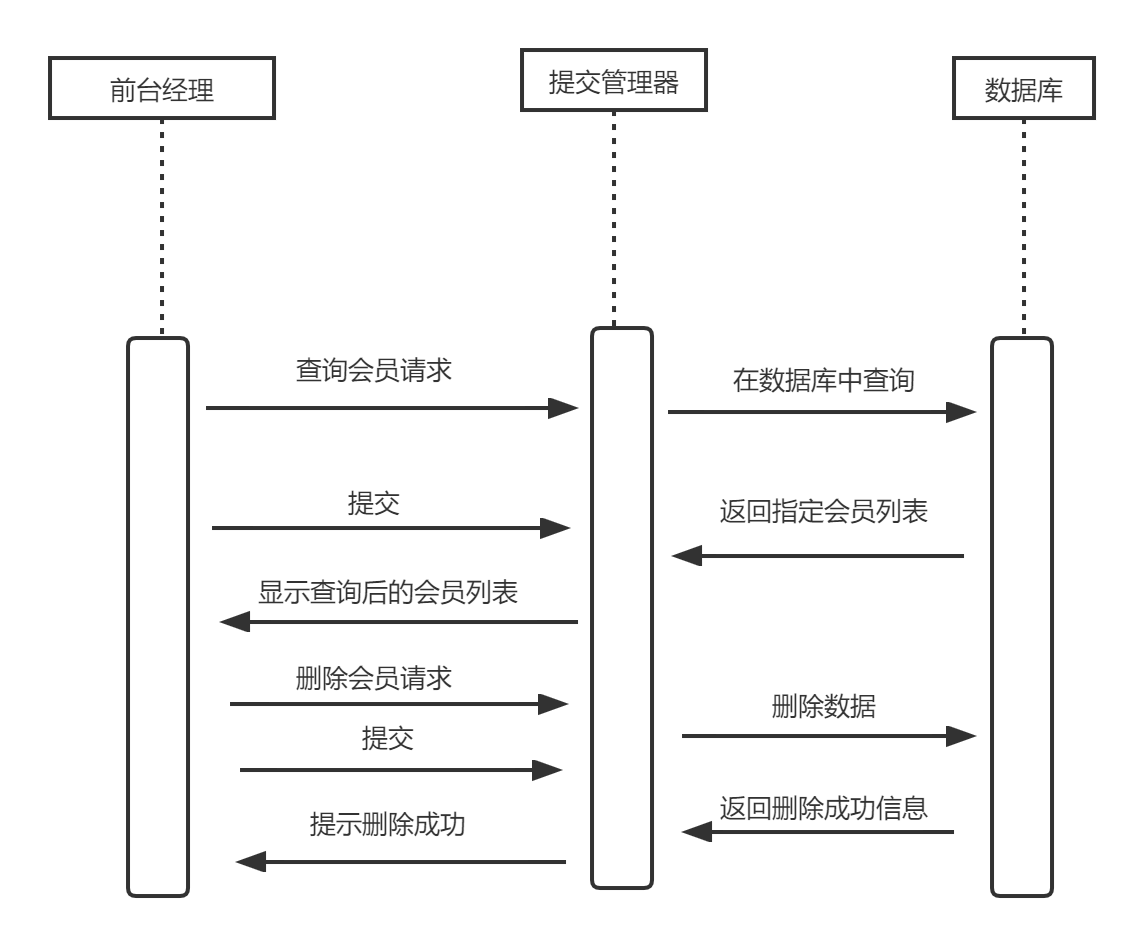 前台经理
提交管理器
数据库
查询会员请求
在数据库中查询
提交
返回指定会员列表
显示查询后的会员列表
删除会员请求
删除数据
提交
返回删除成功信息
提示删除成功